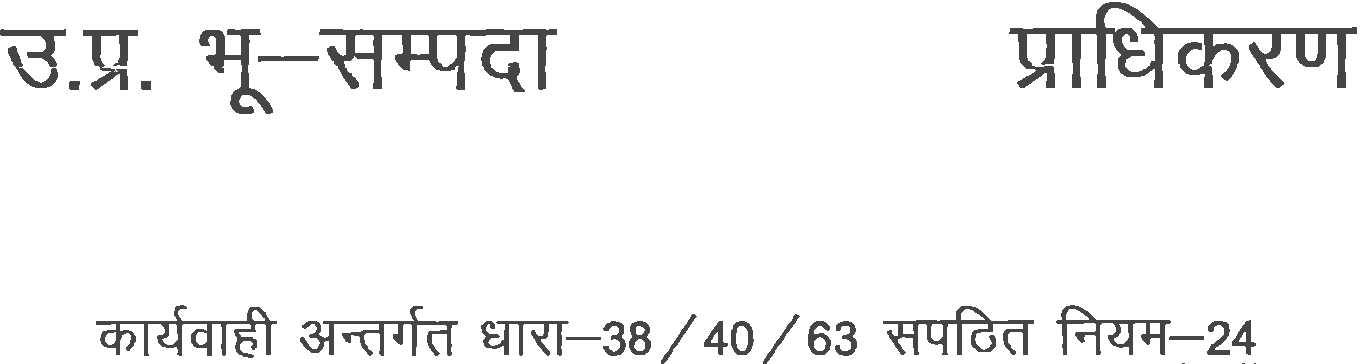 उ.प्र. भू–सम्पदा प्राधिकरण
कार्यवाही अन्तर्गत धारा–38/40/63 सपठित नियम–24